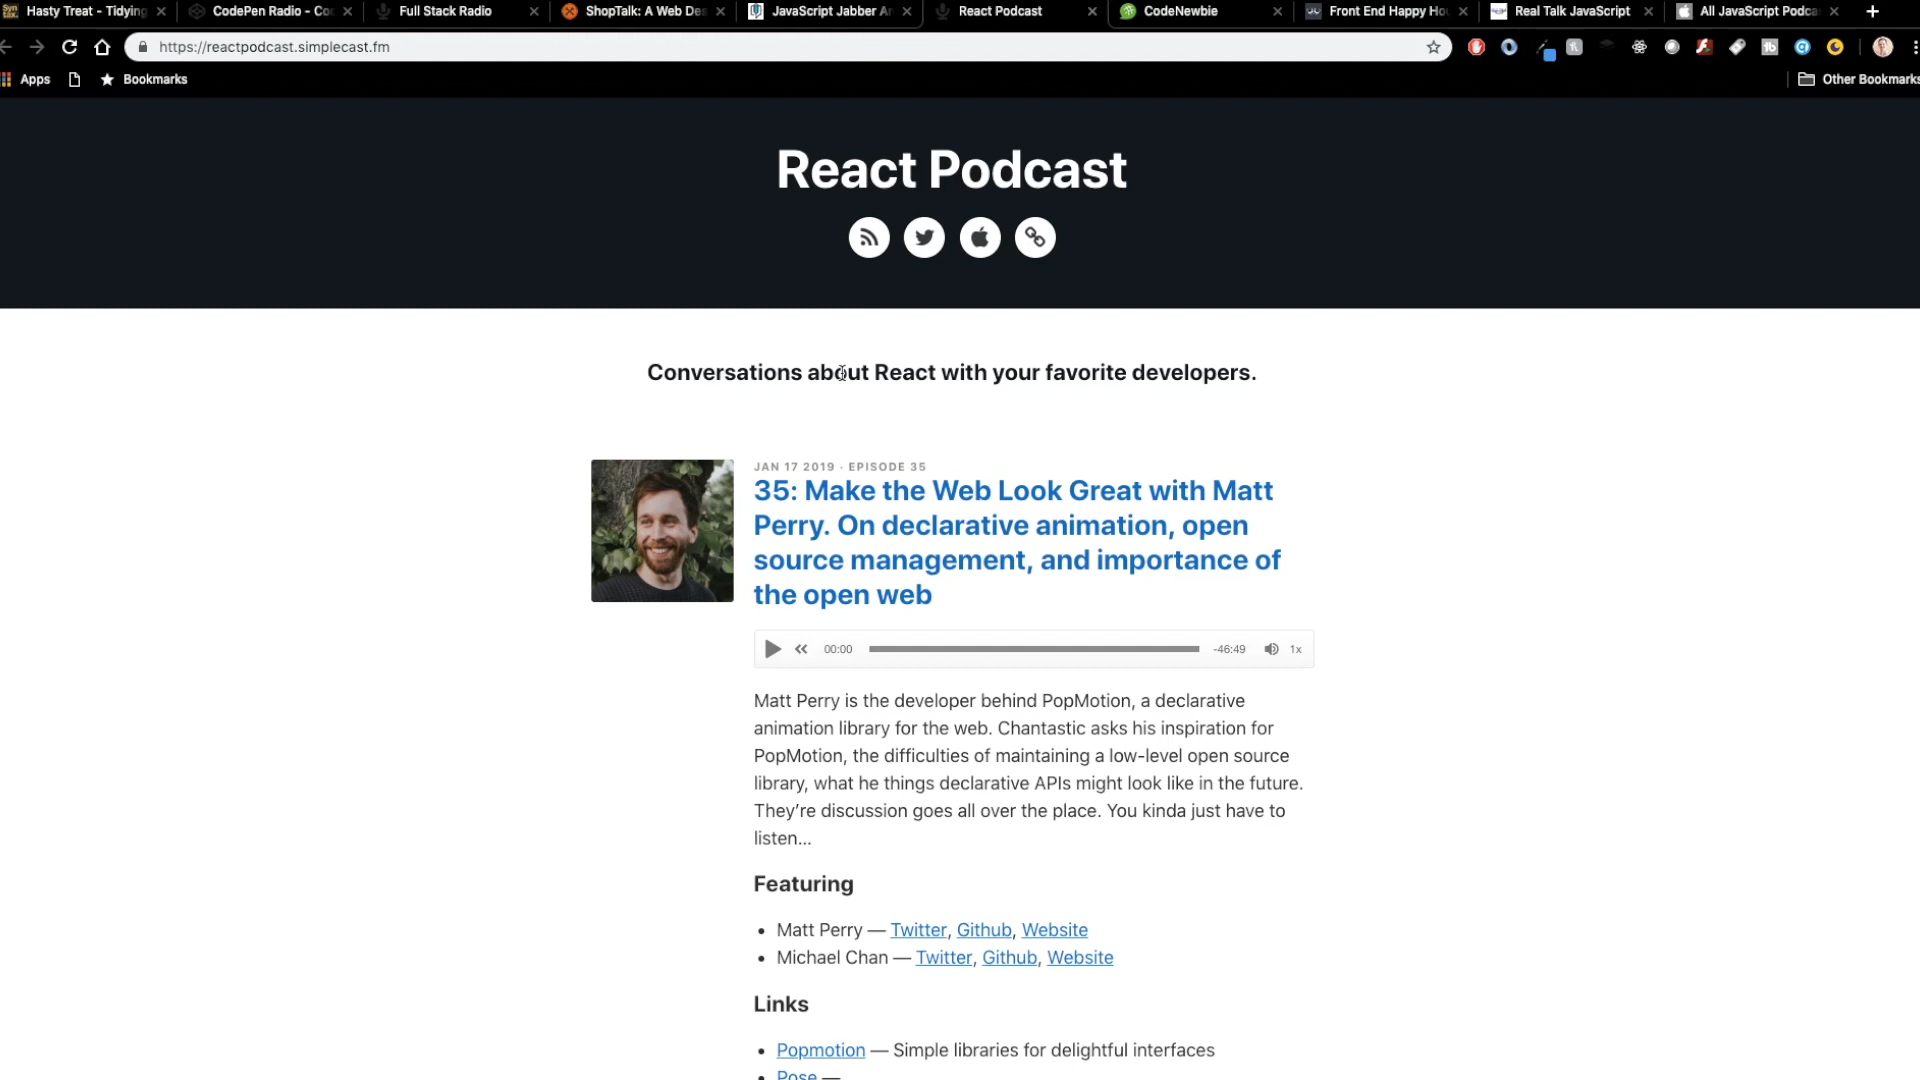 Hasty Treat - Tidying
CodePen Radio - Co
Full Stack Radio
ShopTalk: A Web Des
JavaScript Jabber Ar
React Podcast
CodeNewbie
Front End Happy Ho
Real Talk JavaScript
All JavaScript Podca
https://reactpodcast.simplecast.fm
Apps
Bookmarks
Other Bookmarks
React Podcast
Conversations about React with your favorite developers.
JAN 17 2019 · EPISODE 35
35: Make the Web Look Great with Matt
Perry. On declarative animation, open
source management, and importance of
the open web
00:00
-46:49
1x
Matt Perry is the developer behind PopMotion, a declarative
animation library for the web. Chantastic asks his inspiration for
PopMotion, the difficulties of maintaining a low-level open source
library, what he things declarative APIs might look like in the future.
They’re discussion goes all over the place. You kinda just have to
listen...
Featuring
• Matt Perry — Twitter, Github, Website
• Michael Chan — Twitter, Github, Website
Links
• Popmotion — Simple libraries for delightful interfaces
• Pose —